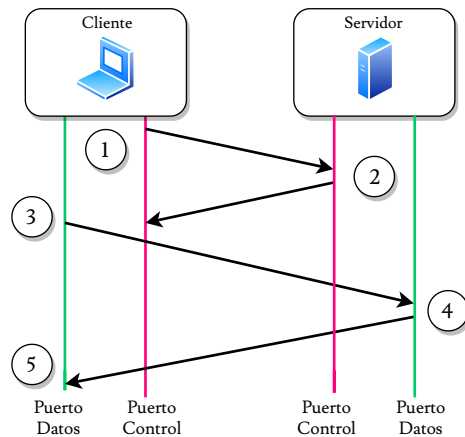 Cliente
Servidor
1
2
3
4
5
Puerto
Datos
Puerto
Control
Puerto
Control
Puerto
Datos